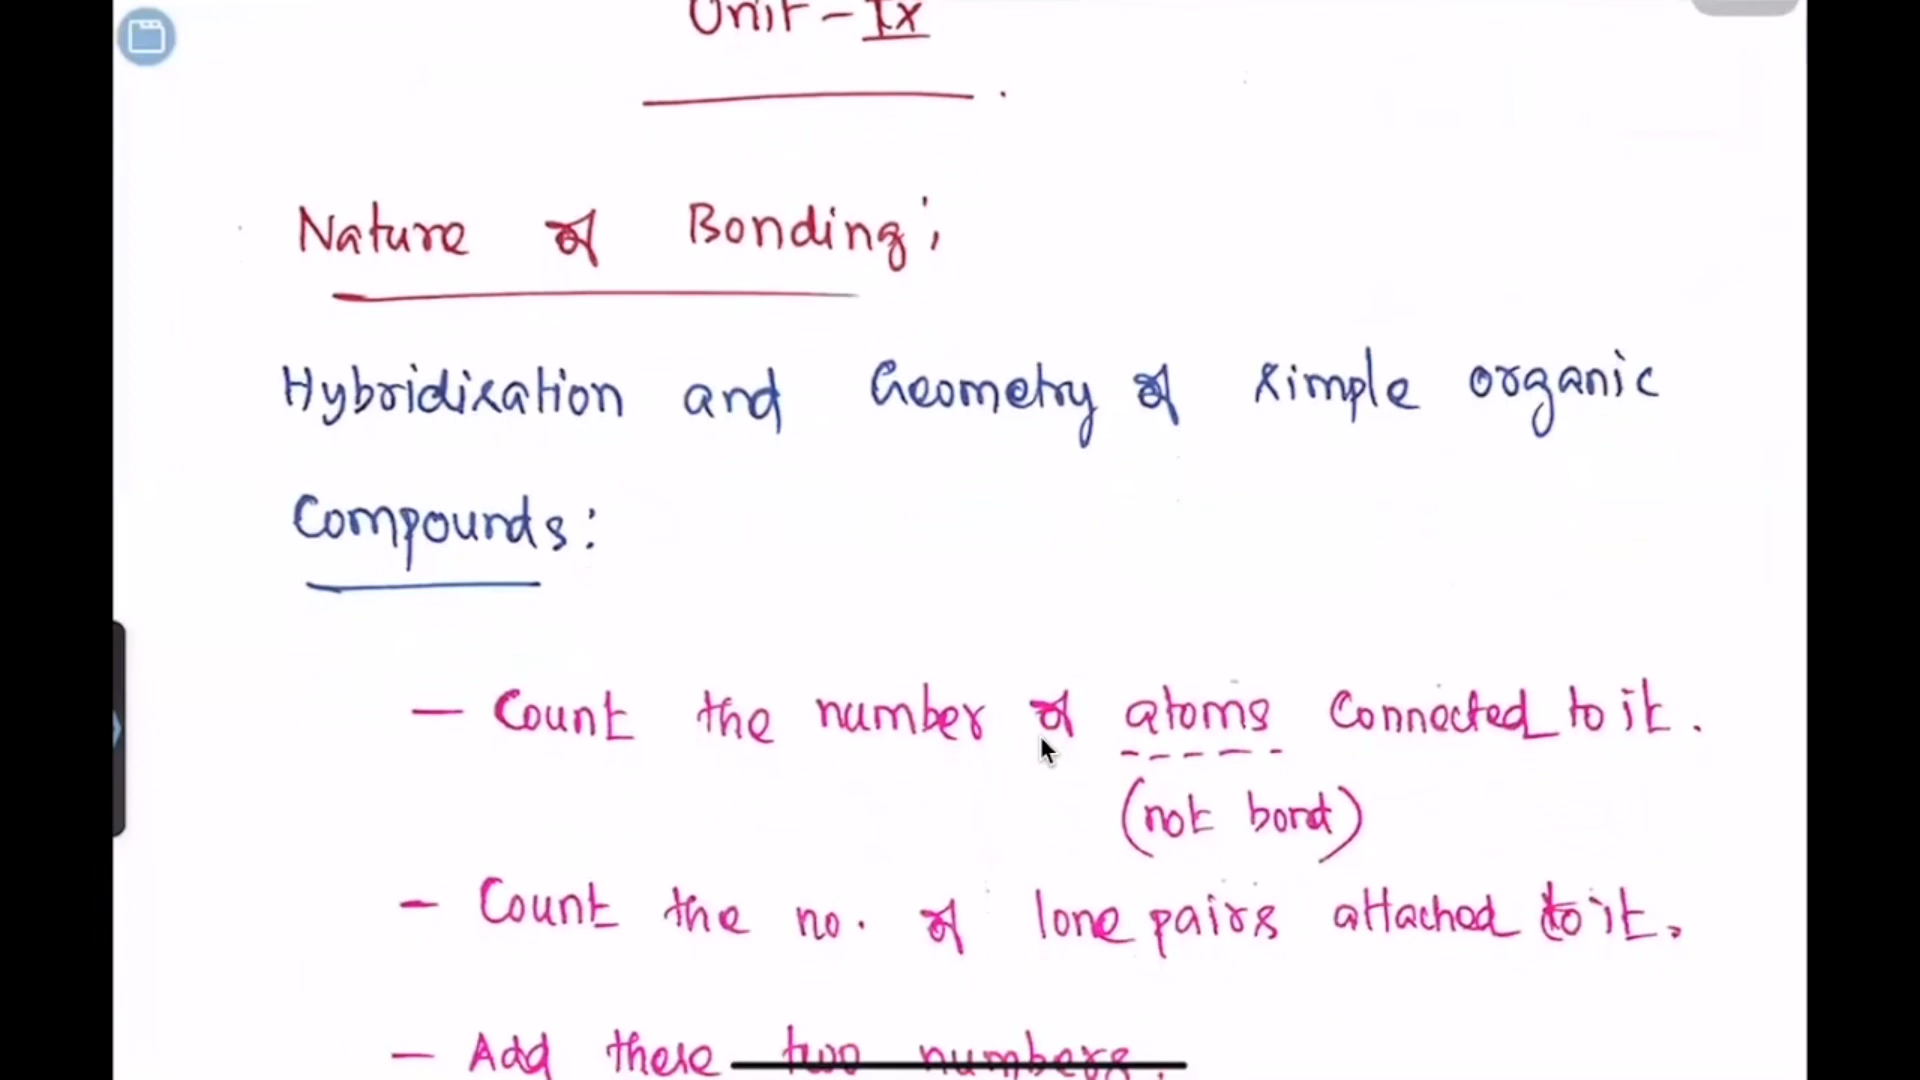 Unit - IX
Nature of Bonding;
Hybridisation and Geometry of simple organic
Compounds:
- Count the number of atoms Connected to it.
(not bond)
- Count the no. of lone pairs attached to it.
- Add these two numbers.